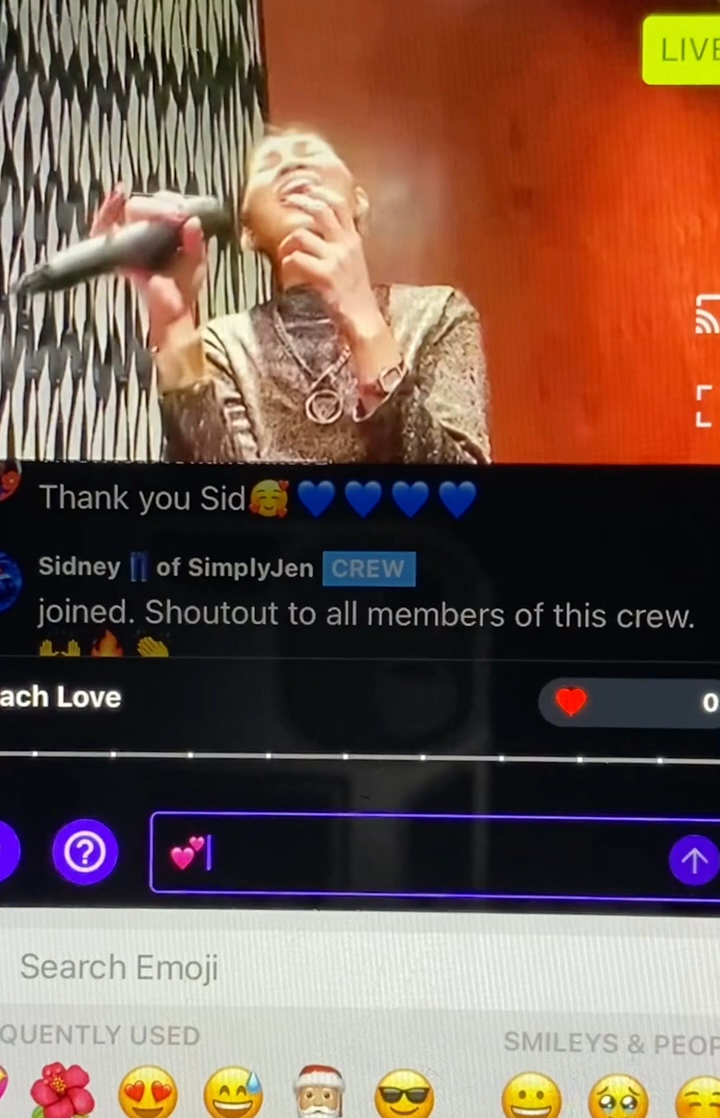 LIVE
Thank you Sid🥰💙💙💙💙
Sidney 👖 of SimplyJen CREW
joined. Shoutout to all members of this crew.
🙌🔥👏
ach Love
0
?
💕
Search Emoji
QUENTLY USED
SMILEYS & PEOP